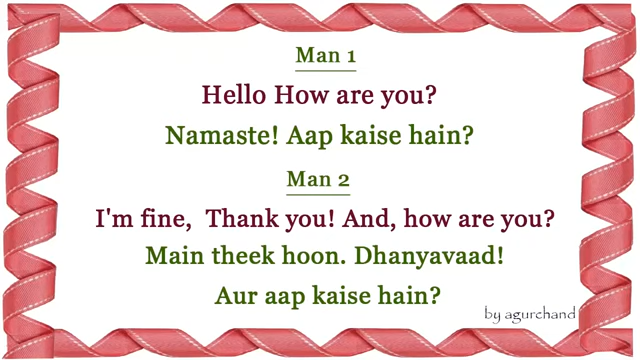 Man 1
Hello How are you?
Namaste! Aap kaise hain?
Man 2
I'm fine, Thank you! And, how are you?
Main theek hoon. Dhanyavaad!
Aur aap kaise hain?
by agurchand